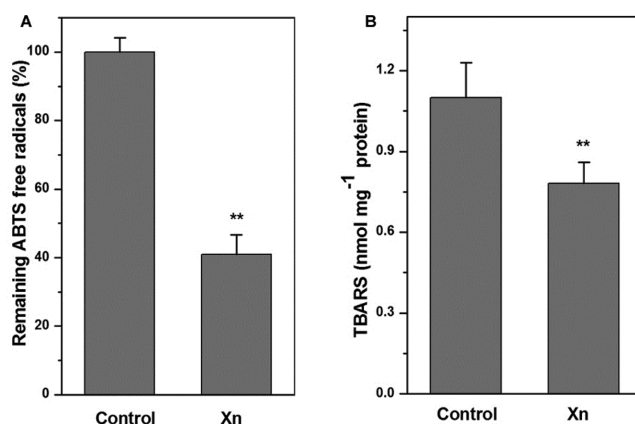 A
Remaining ABTS free radicals (%)
100
80
60
40
20
0
**
Control Xn
B
TBARS (nmol mg⁻¹ protein)
1.2
0.9
0.6
0.3
0.0
**
Control Xn